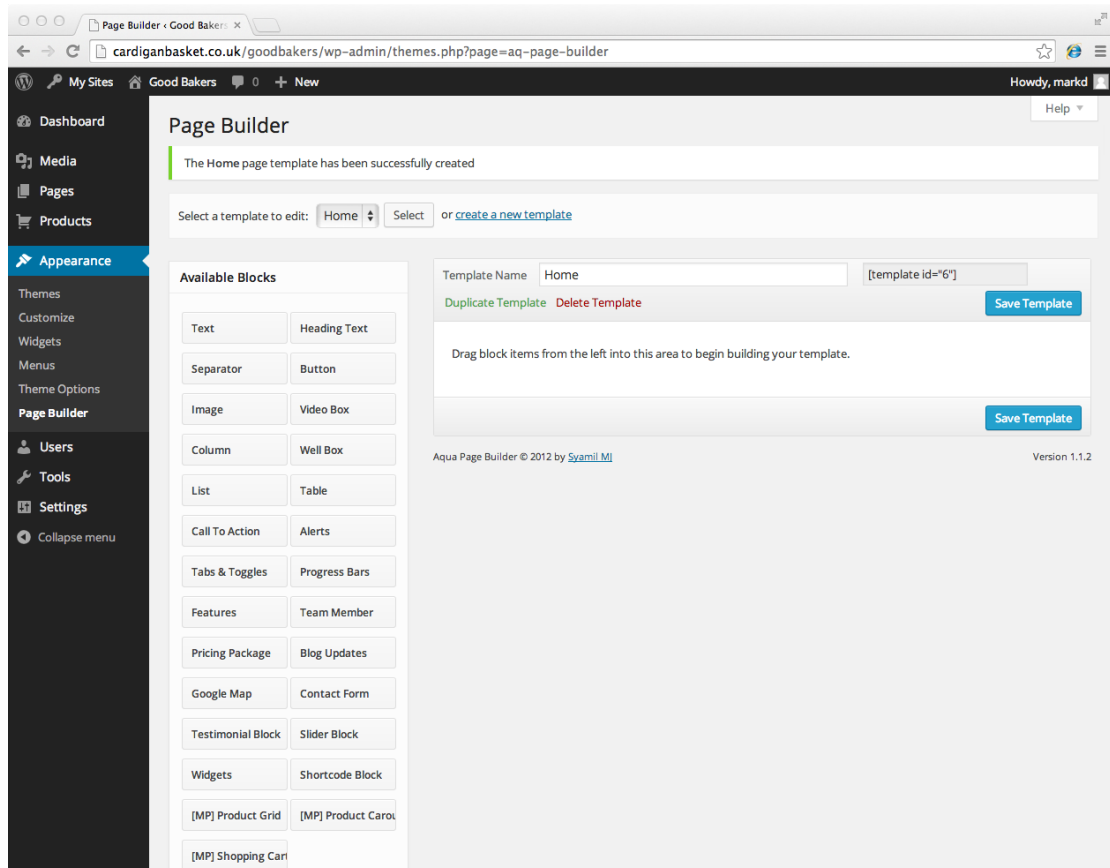 Page Builder ‹ Good Bakers
cardiganbasket.co.uk/goodbakers/wp-admin/themes.php?page=aq-page-builder
My Sites Good Bakers 0 + New Howdy, markd
Help
Dashboard
Media
Pages
Products
Appearance
Themes
Customize
Widgets
Menus
Theme Options
Page Builder
Users
Tools
Settings
Collapse menu
Page Builder
The Home page template has been successfully created
Select a template to edit: Home Select or create a new template
Available Blocks
Text Heading Text
Separator Button
Image Video Box
Column Well Box
List Table
Call To Action Alerts
Tabs & Toggles Progress Bars
Features Team Member
Pricing Package Blog Updates
Google Map Contact Form
Testimonial Block Slider Block
Widgets Shortcode Block
[MP] Product Grid [MP] Product Carou
[MP] Shopping Cart
Template Name Home [template id="6"]
Duplicate Template Delete Template Save Template
Drag block items from the left into this area to begin building your template.
Save Template
Aqua Page Builder © 2012 by Syamil MJ Version 1.1.2